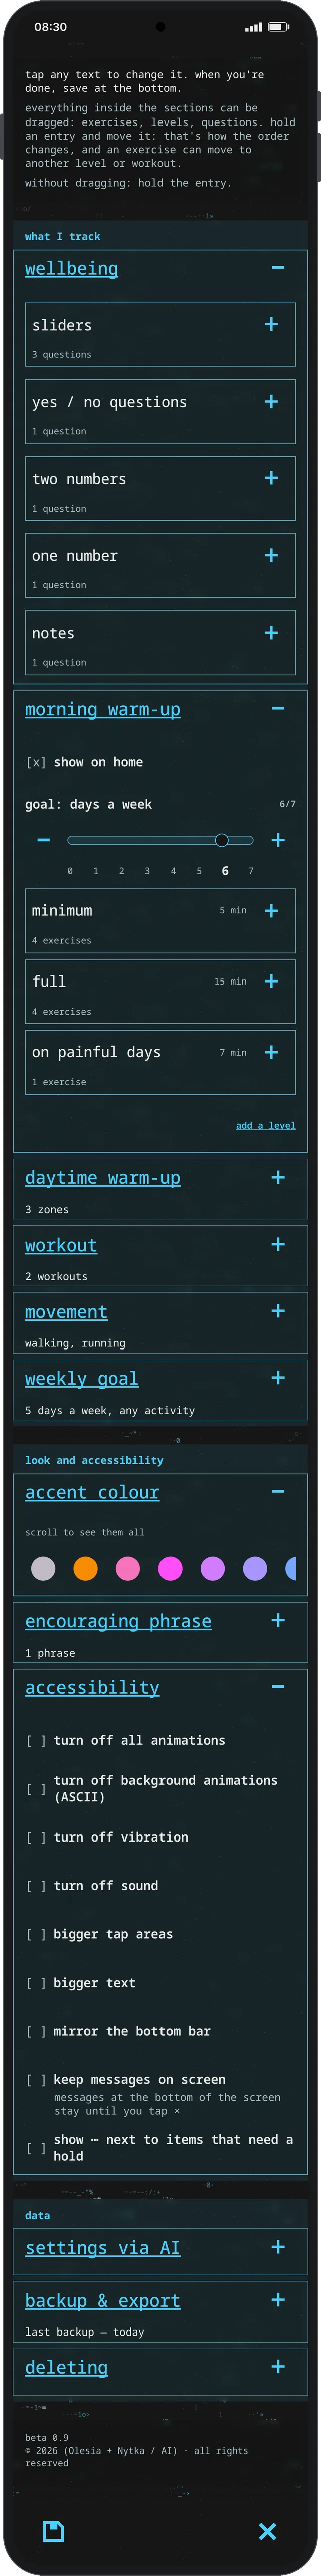 08:30
tap any text to change it. when you're
done, save at the bottom.
everything inside the sections can be
dragged: exercises, levels, questions. hold
an entry and move it: that's how the order
changes, and an exercise can move to
another level or workout.
without dragging: hold the entry.
what I track
wellbeing −
sliders +
3 questions
yes / no questions +
1 question
two numbers +
1 question
one number +
1 question
notes +
1 question
morning warm-up −
[x] show on home
goal: days a week 6/7
− +
0 1 2 3 4 5 6 7
minimum 5 min +
4 exercises
full 15 min +
4 exercises
on painful days 7 min +
1 exercise
add a level
daytime warm-up +
3 zones
workout +
2 workouts
movement +
walking, running
weekly goal +
5 days a week, any activity
look and accessibility
accent colour −
scroll to see them all
encouraging phrase +
1 phrase
accessibility −
[ ] turn off all animations
[ ] turn off background animations
(ASCII)
[ ] turn off vibration
[ ] turn off sound
[ ] bigger tap areas
[ ] bigger text
[ ] mirror the bottom bar
[ ] keep messages on screen
messages at the bottom of the screen
stay until you tap ×
[ ] show ⋯ next to items that need a
hold
data
settings via AI +
backup & export +
last backup — today
deleting +
beta 0.9
© 2026 (Olesia + Nytka / AI) · all rights
reserved